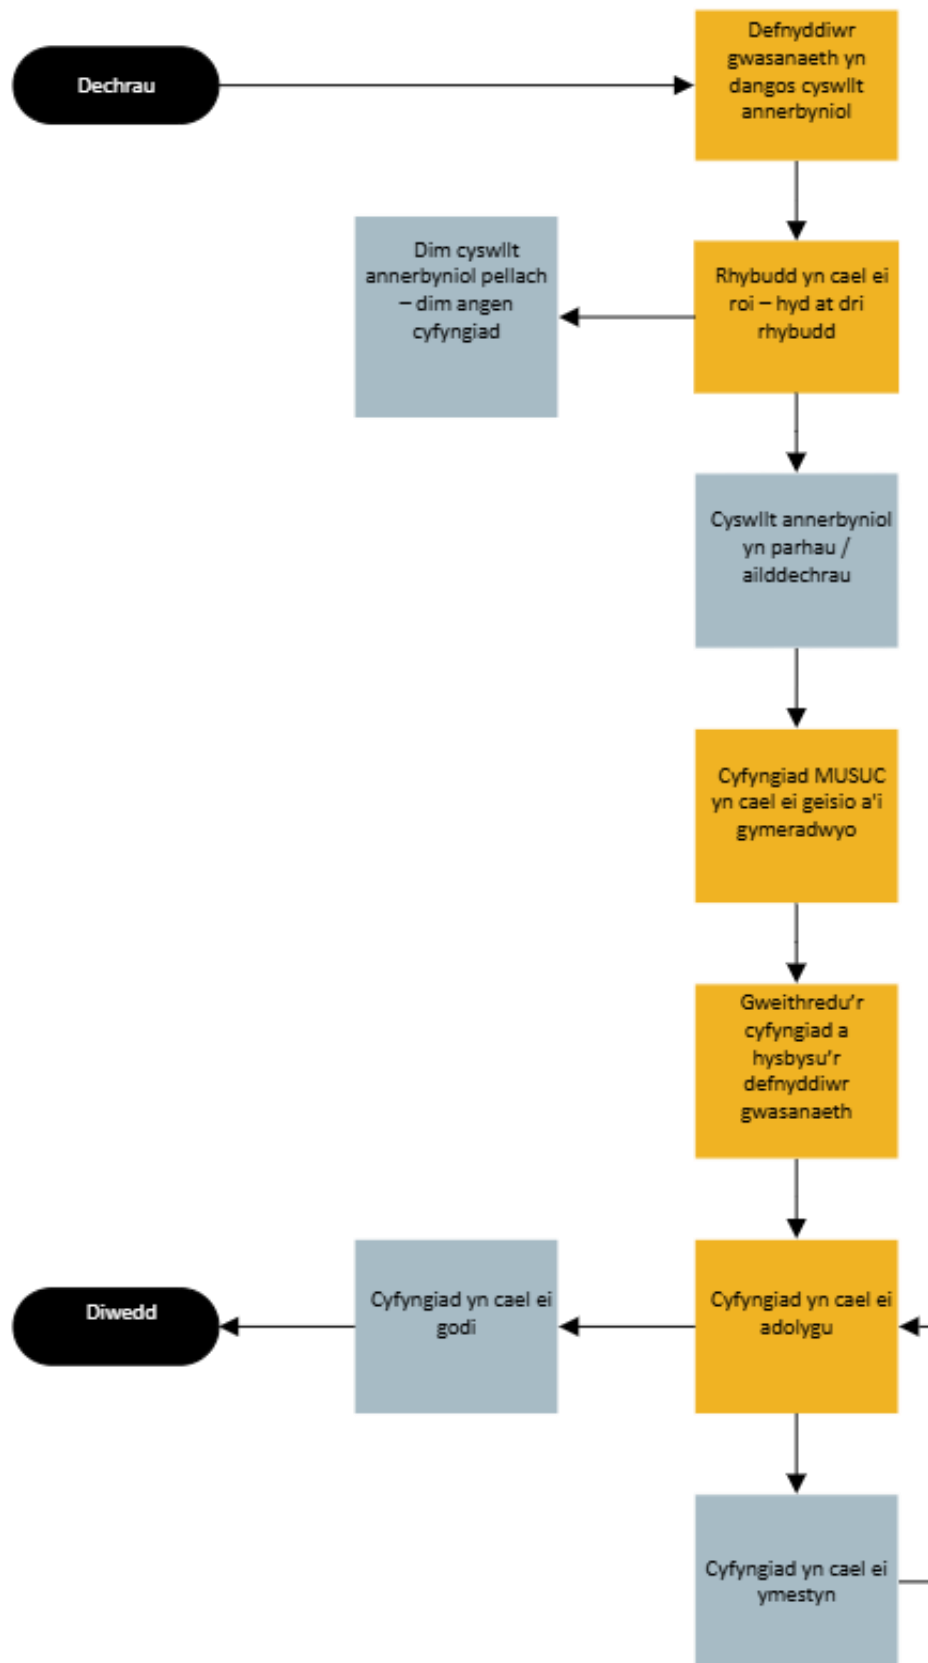 Dechrau
Defnyddiwr
gwasanaeth yn
dangos cyswllt
annerbyniol
Dim cyswllt
annerbyniol pellach
– dim angen
cyfyngiad
Rhybudd yn cael ei
roi – hyd at dri
rhybudd
Cyswllt annerbyniol
yn parhau /
ailddechrau
Cyfyngiad MUSUC
yn cael ei geisio a'i
gymeradwyo
Gweithredu’r
cyfyngiad a
hysbysu’r
defnyddiwr
gwasanaeth
Diwedd
Cyfyngiad yn cael ei
godi
Cyfyngiad yn cael ei
adolygu
Cyfyngiad yn cael ei
ymestyn